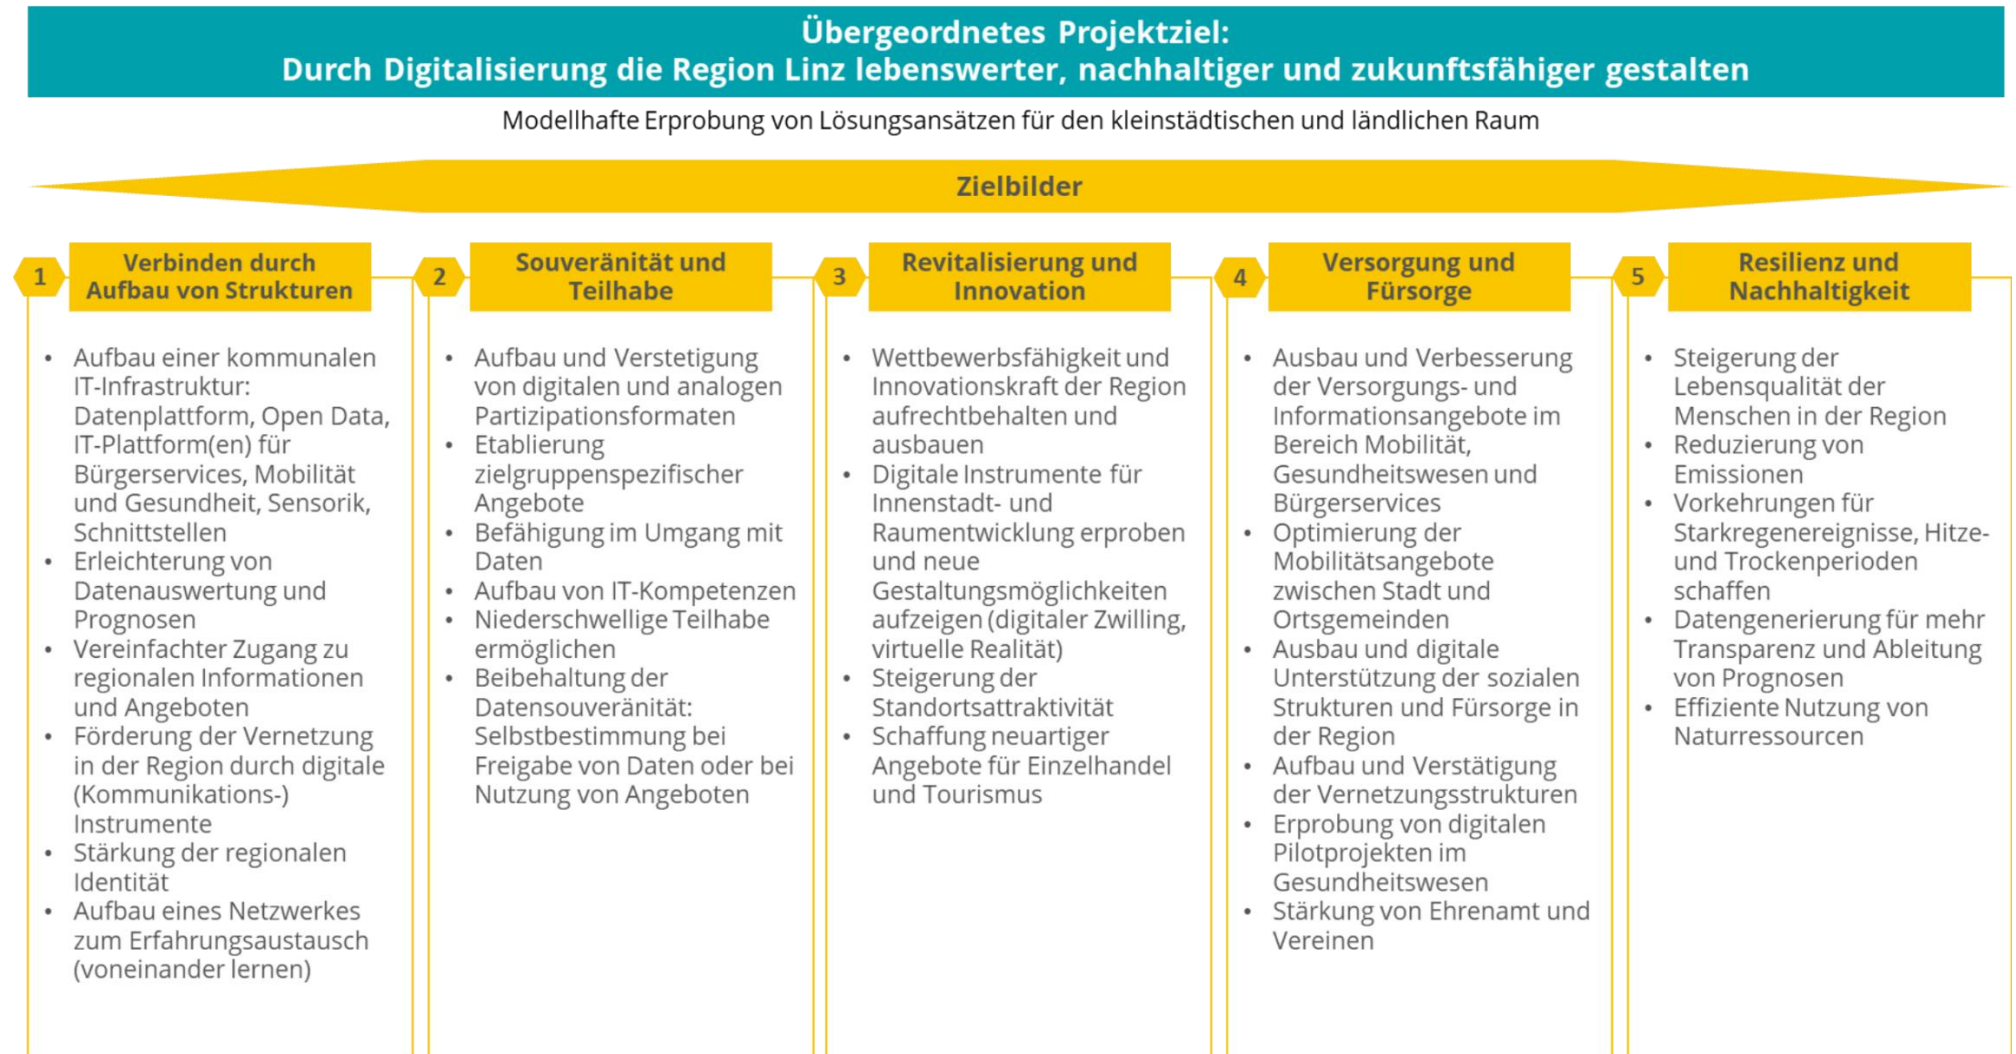 Übergeordnetes Projektziel:
Durch Digitalisierung die Region Linz lebenswerter, nachhaltiger und zukunftsfähiger gestalten
Modellhafte Erprobung von Lösungsansätzen für den kleinstädtischen und ländlichen Raum
Zielbilder
1
Verbinden durch
Aufbau von Strukturen
• Aufbau einer kommunalen
IT-Infrastruktur:
Datenplattform, Open Data,
IT-Plattform(en) für
Bürgerservices, Mobilität
und Gesundheit, Sensorik,
Schnittstellen
• Erleichterung von
Datenauswertung und
Prognosen
• Vereinfachter Zugang zu
regionalen Informationen
und Angeboten
• Förderung der Vernetzung
in der Region durch digitale
(Kommunikations-)
Instrumente
• Stärkung der regionalen
Identität
• Aufbau eines Netzwerkes
zum Erfahrungsaustausch
(voneinander lernen)
2
Souveränität und
Teilhabe
• Aufbau und Verstetigung
von digitalen und analogen
Partizipationsformaten
• Etablierung
zielgruppenspezifischer
Angebote
• Befähigung im Umgang mit
Daten
• Aufbau von IT-Kompetenzen
• Niederschwellige Teilhabe
ermöglichen
• Beibehaltung der
Datensouveränität:
Selbstbestimmung bei
Freigabe von Daten oder bei
Nutzung von Angeboten
3
Revitalisierung und
Innovation
• Wettbewerbsfähigkeit und
Innovationskraft der Region
aufrechtbehalten und
ausbauen
• Digitale Instrumente für
Innenstadt- und
Raumentwicklung erproben
und neue
Gestaltungsmöglichkeiten
aufzeigen (digitaler Zwilling,
virtuelle Realität)
• Steigerung der
Standortsattraktivität
• Schaffung neuartiger
Angebote für Einzelhandel
und Tourismus
4
Versorgung und
Fürsorge
• Ausbau und Verbesserung
der Versorgungs- und
Informationsangebote im
Bereich Mobilität,
Gesundheitswesen und
Bürgerservices
• Optimierung der
Mobilitätsangebote
zwischen Stadt und
Ortsgemeinden
• Ausbau und digitale
Unterstützung der sozialen
Strukturen und Fürsorge in
der Region
• Aufbau und Verstätigung
der Vernetzungsstrukturen
• Erprobung von digitalen
Pilotprojekten im
Gesundheitswesen
• Stärkung von Ehrenamt und
Vereinen
5
Resilienz und
Nachhaltigkeit
• Steigerung der
Lebensqualität der
Menschen in der Region
• Reduzierung von
Emissionen
• Vorkehrungen für
Starkregenereignisse, Hitze-
und Trockenperioden
schaffen
• Datengenerierung für mehr
Transparenz und Ableitung
von Prognosen
• Effiziente Nutzung von
Naturressourcen